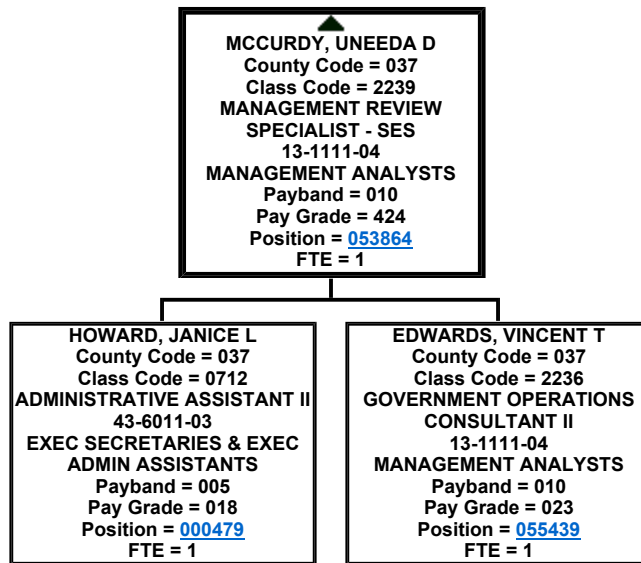 MCCURDY, UNEEDA D
County Code = 037
Class Code = 2239
MANAGEMENT REVIEW
SPECIALIST - SES
13-1111-04
MANAGEMENT ANALYSTS
Payband = 010
Pay Grade = 424
Position = 053864
FTE = 1
HOWARD, JANICE L
County Code = 037
Class Code = 0712
ADMINISTRATIVE ASSISTANT II
43-6011-03
EXEC SECRETARIES & EXEC
ADMIN ASSISTANTS
Payband = 005
Pay Grade = 018
Position = 000479
FTE = 1
EDWARDS, VINCENT T
County Code = 037
Class Code = 2236
GOVERNMENT OPERATIONS
CONSULTANT II
13-1111-04
MANAGEMENT ANALYSTS
Payband = 010
Pay Grade = 023
Position = 055439
FTE = 1